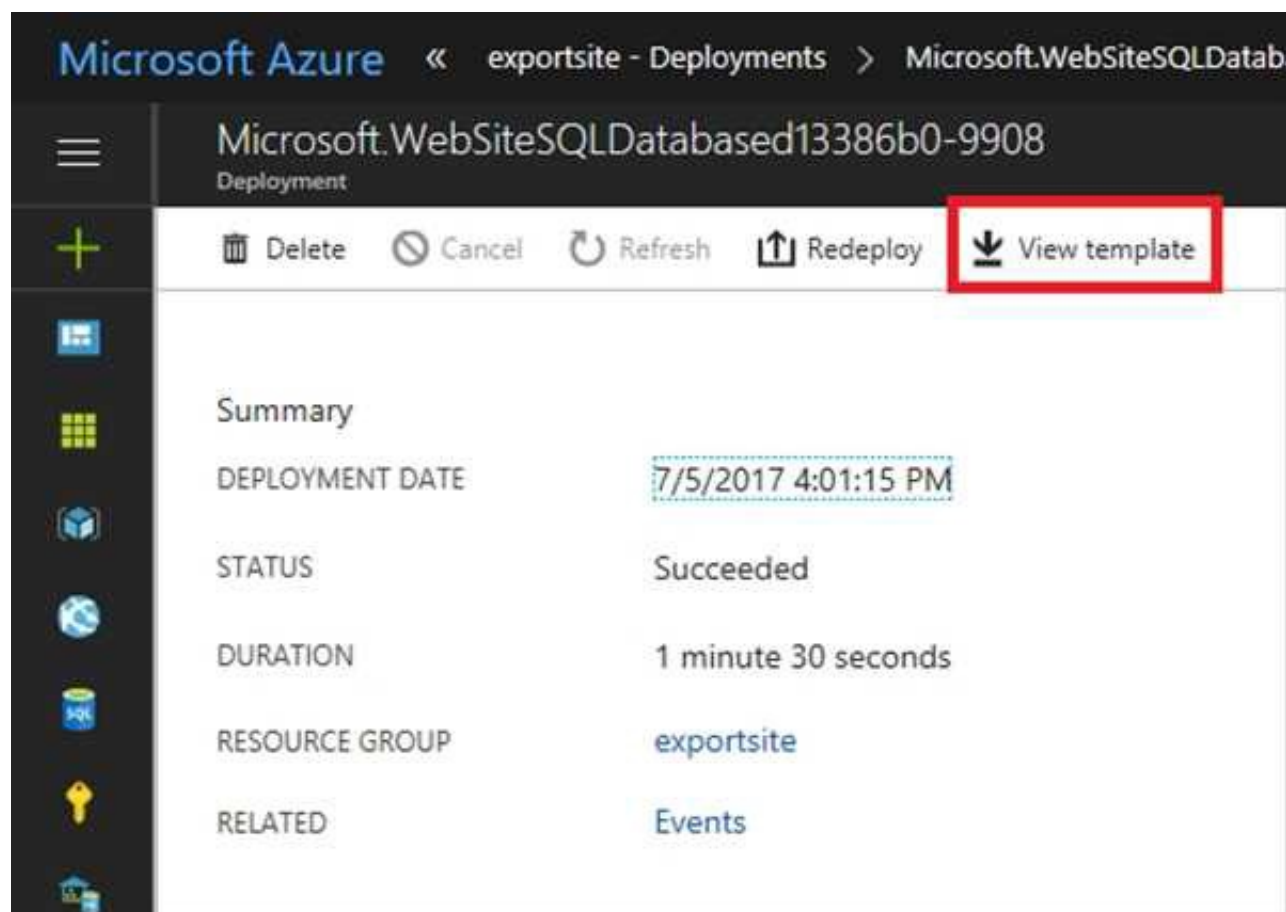 Microsoft Azure « exportsite - Deployments > Microsoft.WebSiteSQLDatab
Microsoft.WebSiteSQLDatabased13386b0-9908
Deployment
Delete Cancel Refresh Redeploy View template
Summary
DEPLOYMENT DATE 7/5/2017 4:01:15 PM
STATUS Succeeded
DURATION 1 minute 30 seconds
RESOURCE GROUP exportsite
RELATED Events
SQL